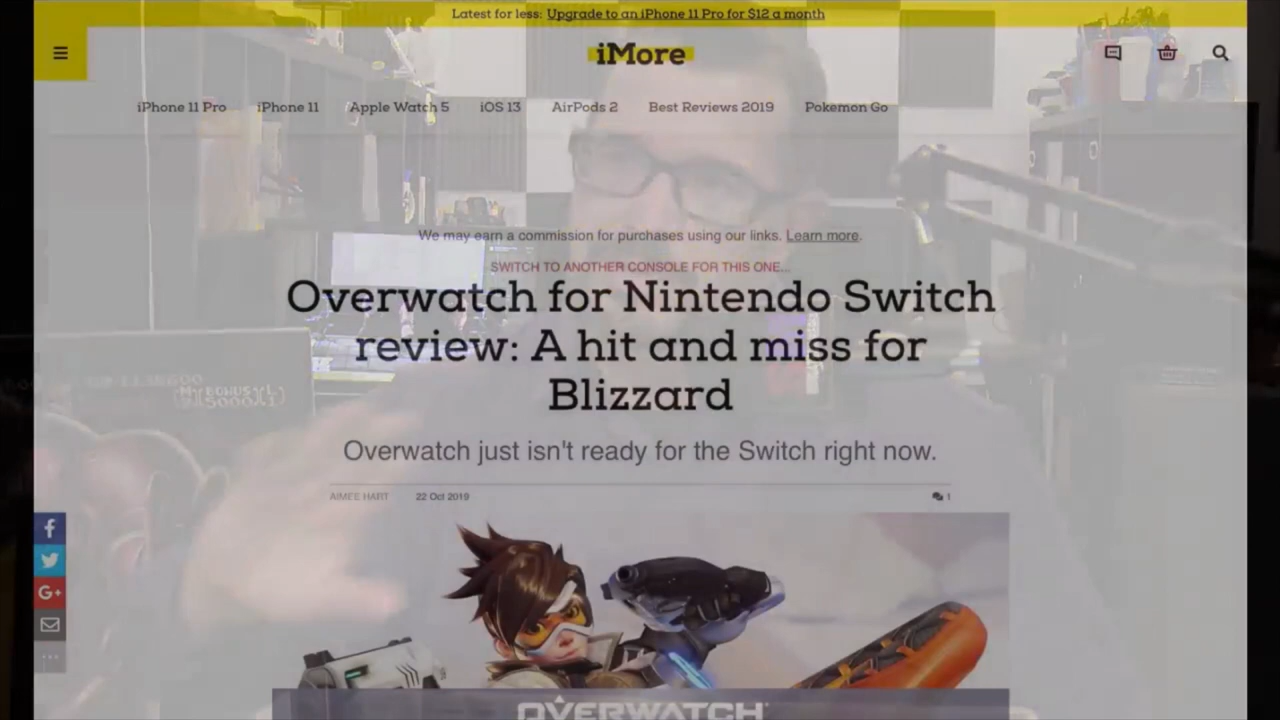 Latest for less: Upgrade to an iPhone 11 Pro for $12 a month
iMore
iPhone 11 Pro iPhone 11 Apple Watch 5 iOS 13 AirPods 2 Best Reviews 2019 Pokemon Go
We may earn a commission for purchases using our links. Learn more.
SWITCH TO ANOTHER CONSOLE FOR THIS ONE...
Overwatch for Nintendo Switch
review: A hit and miss for
Blizzard
Overwatch just isn't ready for the Switch right now.
AIMEE HART 22 Oct 2019 1
OVERWATCH